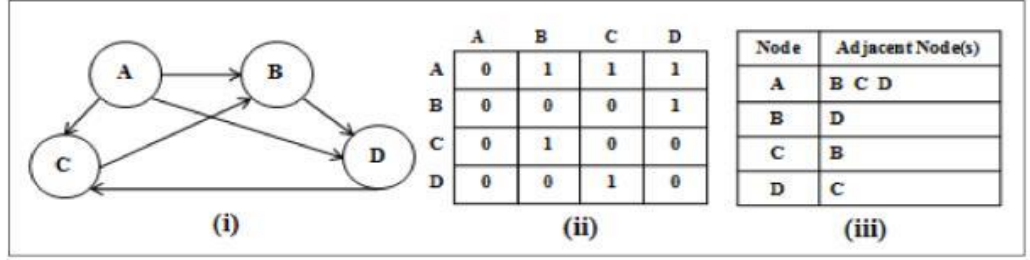 A
B
C
D
(i)
A B C D
A 0 1 1 1
B 0 0 0 1
C 0 1 0 0
D 0 0 1 0
(ii)
Node Adjacent Node(s)
A B C D
B D
C B
D C
(iii)